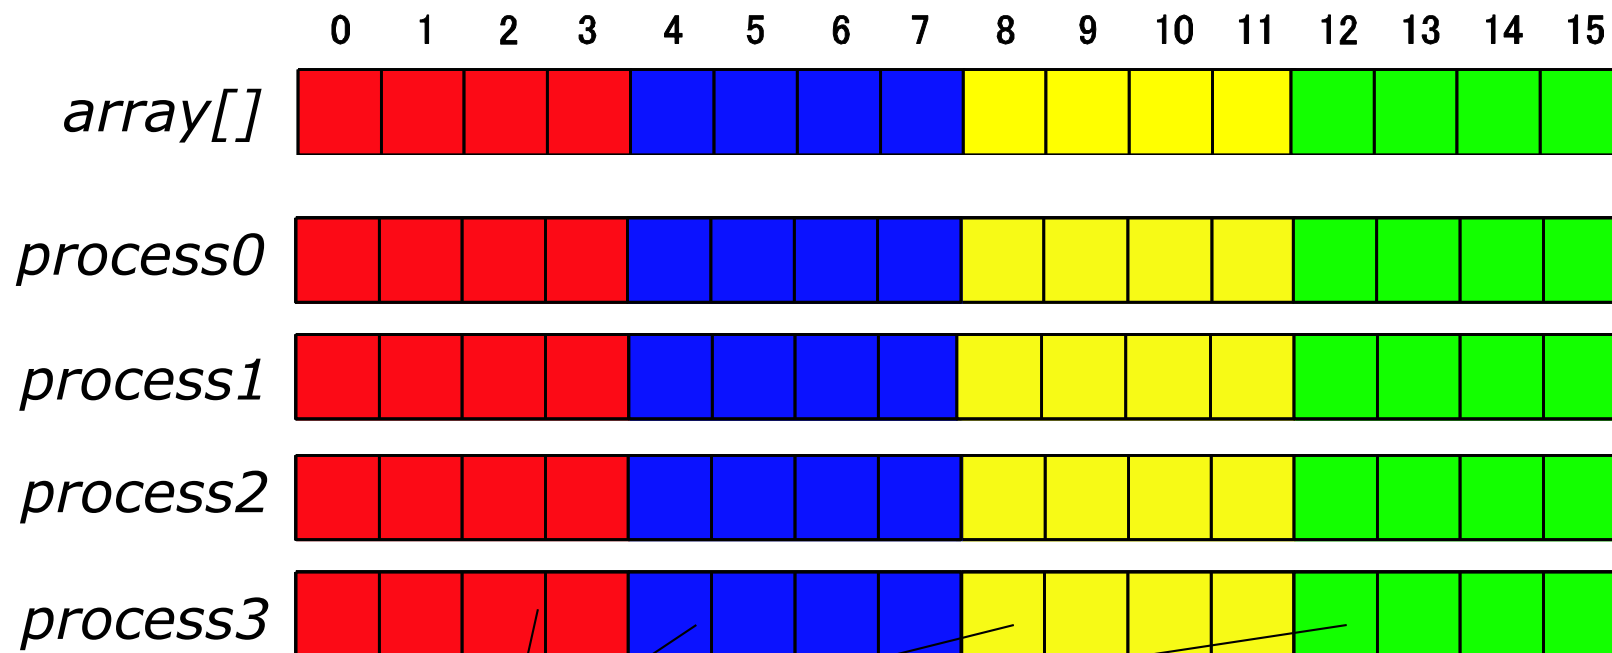 0 1 2 3 4 5 6 7 8 9 10 11 12 13 14 15
array[]
process0
process1
process2
process3